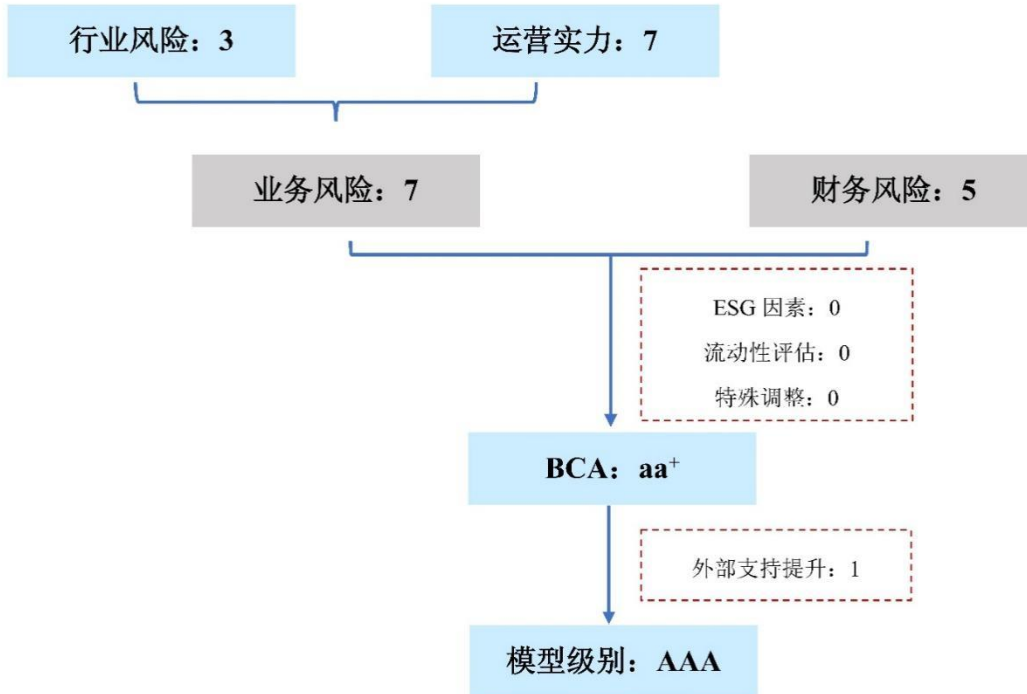 行业风险：3
运营实力：7
业务风险：7
财务风险：5
ESG 因素：0
流动性评估：0
特殊调整：0
BCA：aa⁺
外部支持提升：1
模型级别：AAA